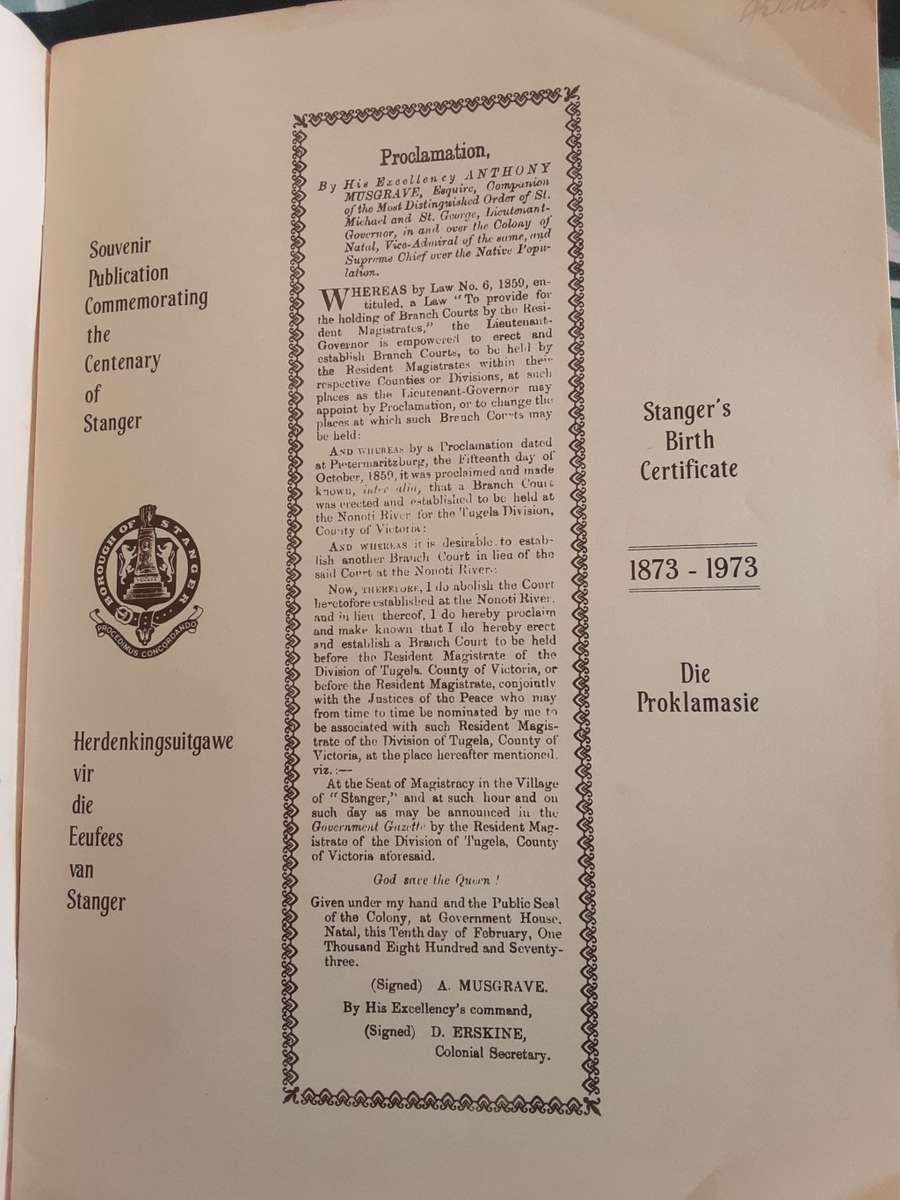 Souvenir
Publication
Commemorating
the
Centenary
of
Stanger
BOROUGH OF STANGER
PROCEDIMUS CONCORDANDO
Herdenkingsuitgawe
vir
die
Eeufees
van
Stanger
Proclamation,
By His Excellency ANTHONY
MUSGRAVE, Esquire, Companion
of the Most Distinguished Order of St.
Michael and St. George, Lieutenant-
Governor, in and over the Colony of
Natal, Vice-Admiral of the same, and
Supreme Chief over the Native Popu-
lation.
WHEREAS by Law No. 6, 1859, en-
tituled, a Law "To provide for
the holding of Branch Courts by the Resi-
dent Magistrates," the Lieutenant-
Governor is empowered to erect and
establish Branch Courts, to be held by
the Resident Magistrates within their
respective Counties or Divisions, at such
places as the Lieutenant-Governor may
appoint by Proclamation, or to change the
places at which such Branch Courts may
be held:
AND WHEREAS by a Proclamation dated
at Pietermaritzburg, the Fifteenth day of
October, 1859, it was proclaimed and made
known, inter alia, that a Branch Court
was erected and established to be held at
the Nonoti River for the Tugela Division,
County of Victoria:
AND WHEREAS it is desirable to estab-
lish another Branch Court in lieu of the
said Court at the Nonoti River.:
NOW, THEREFORE, I do abolish the Court
heretofore established at the Nonoti River.
and in lieu thereof, I do hereby proclaim
and make known that I do hereby erect
and establish a Branch Court to be held
before the Resident Magistrate of the
Division of Tugela, County of Victoria, or
before the Resident Magistrate, conjointly
with the Justices of the Peace who may
from time to time be nominated by me to
be associated with such Resident Magis-
trate of the Division of Tugela, County of
Victoria, at the place hereafter mentioned.
viz.:—
At the Seat of Magistracy in the Village
of "Stanger," and at such hour and on
such day as may be announced in the
Government Gazette by the Resident Mag-
istrate of the Division of Tugela, County
of Victoria aforesaid.
God save the Queen!
Given under my hand and the Public Seal
of the Colony, at Government House,
Natal, this Tenth day of February, One
Thousand Eight Hundred and Seventy-
three.
(Signed) A. MUSGRAVE.
By His Excellency's command,
(Signed) D. ERSKINE,
Colonial Secretary.
Stanger's
Birth
Certificate
1873 - 1973
Die
Proklamasie